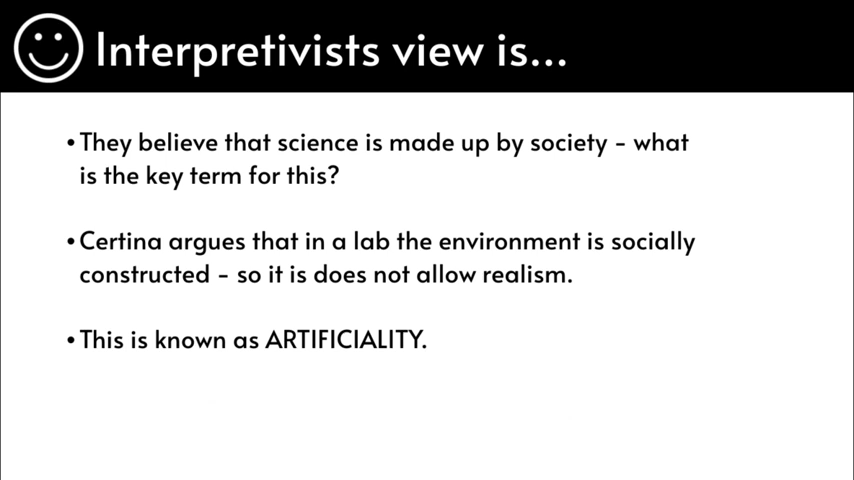 Interpretivists view is...
•They believe that science is made up by society - what
is the key term for this?
•Certina argues that in a lab the environment is socially
constructed - so it is does not allow realism.
•This is known as ARTIFICIALITY.